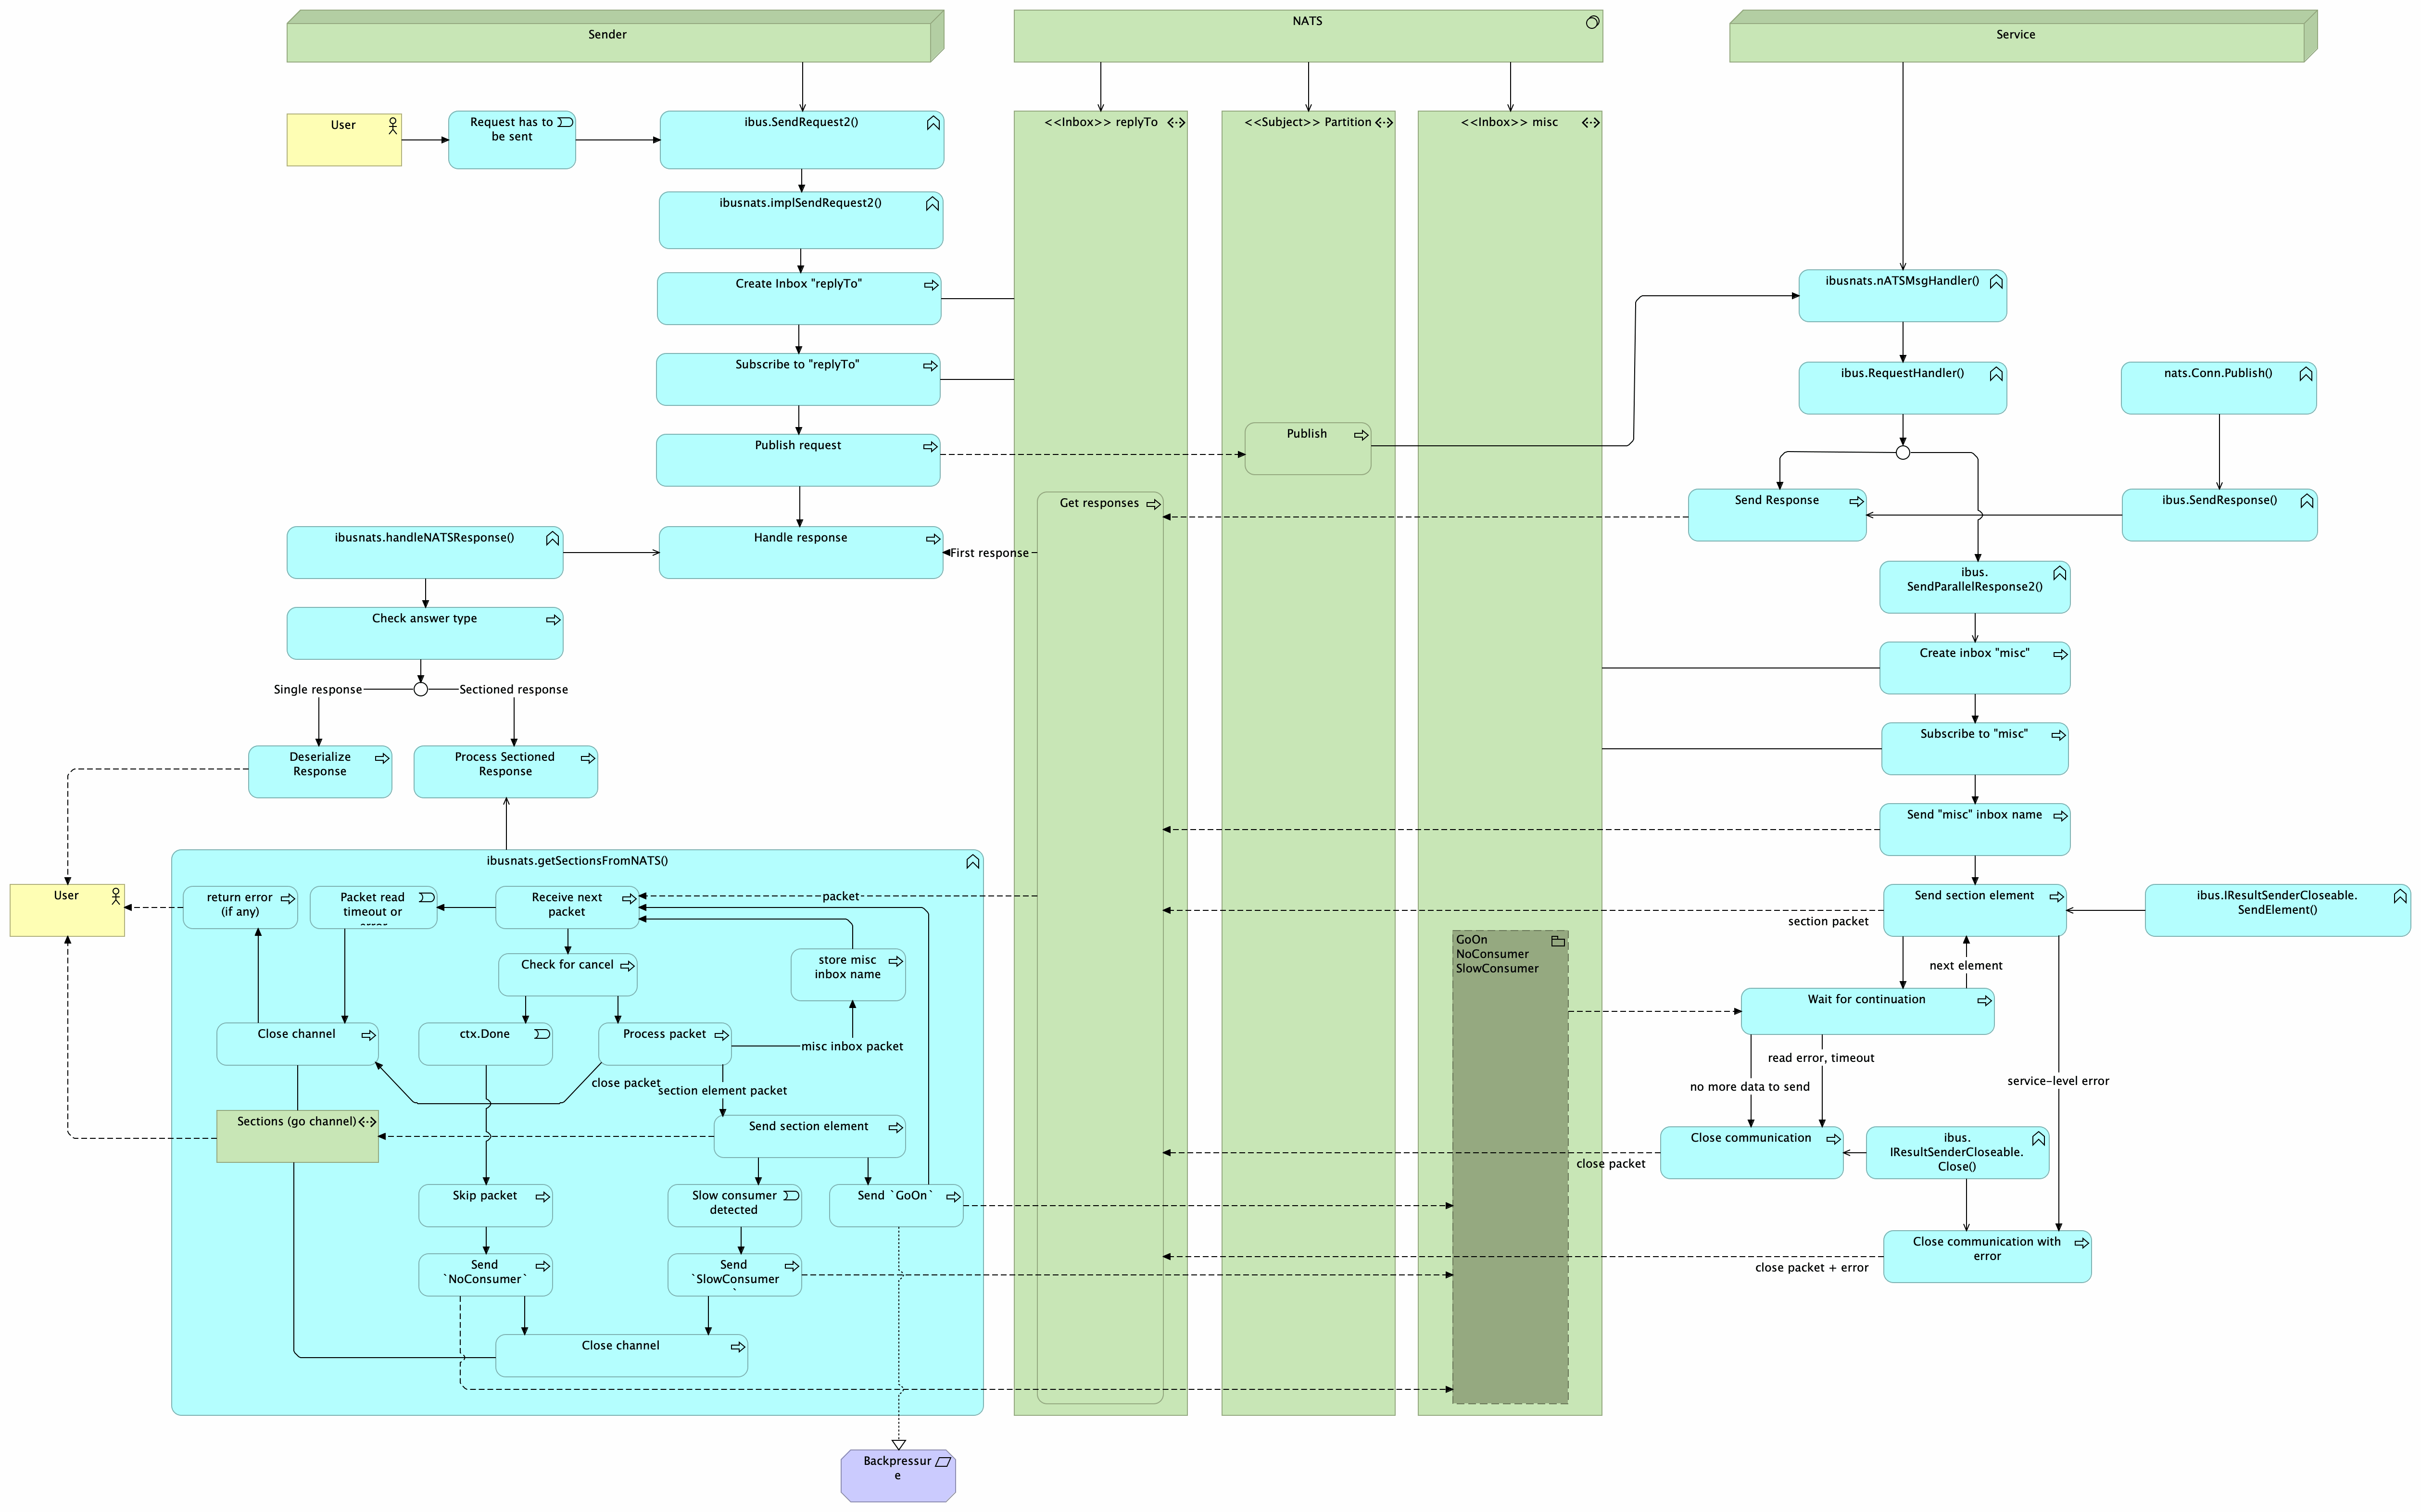 Sender
NATS
Service
User
Request has to
be sent
ibus.SendRequest2()
<<Inbox>> replyTo
<<Subject>> Partition
<<Inbox>> misc
ibusnats.implSendRequest2()
Create Inbox "replyTo"
ibusnats.nATSMsgHandler()
Subscribe to "replyTo"
ibus.RequestHandler()
nats.Conn.Publish()
Publish request
Publish
Get responses
Send Response
ibus.SendResponse()
ibusnats.handleNATSResponse()
Handle response
First response
ibus.
SendParallelResponse2()
Check answer type
Create inbox "misc"
Single response
Sectioned response
Subscribe to "misc"
Deserialize
Response
Process Sectioned
Response
Send "misc" inbox name
ibusnats.getSectionsFromNATS()
User
return error
(if any)
Packet read
timeout or
Receive next
packet
packet
Send section element
ibus.IResultSenderCloseable.
SendElement()
section packet
store misc
inbox name
Check for cancel
GoOn
NoConsumer
SlowConsumer
next element
Wait for continuation
Close channel
ctx.Done
Process packet
misc inbox packet
read error, timeout
close packet
section element packet
no more data to send
service-level error
Sections (go channel)
Send section element
Close communication
ibus.
IResultSenderCloseable.
Close()
close packet
Skip packet
Slow consumer
detected
Send `GoOn`
Close communication with
error
close packet + error
Send
`NoConsumer`
Send
`SlowConsumer
`
Close channel
Backpressur
e